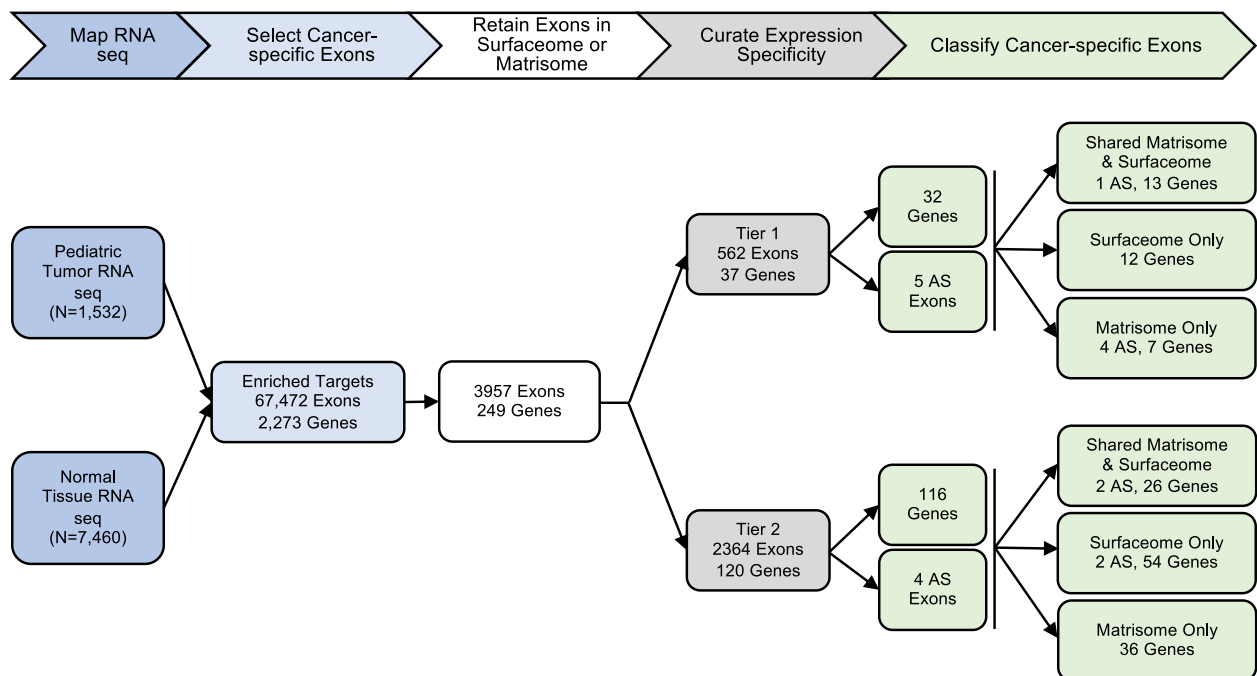 Map RNA
seq
Select Cancer-
specific Exons
Retain Exons in
Surfaceome or
Matrisome
Curate Expression
Specificity
Classify Cancer-specific Exons
Pediatric
Tumor RNA
seq
(N=1,532)
Normal
Tissue RNA
seq
(N=7,460)
Enriched Targets
67,472 Exons
2,273 Genes
3957 Exons
249 Genes
Tier 1
562 Exons
37 Genes
32
Genes
5 AS
Exons
Shared Matrisome
& Surfaceome
1 AS, 13 Genes
Surfaceome Only
12 Genes
Matrisome Only
4 AS, 7 Genes
Tier 2
2364 Exons
120 Genes
116
Genes
4 AS
Exons
Shared Matrisome
& Surfaceome
2 AS, 26 Genes
Surfaceome Only
2 AS, 54 Genes
Matrisome Only
36 Genes